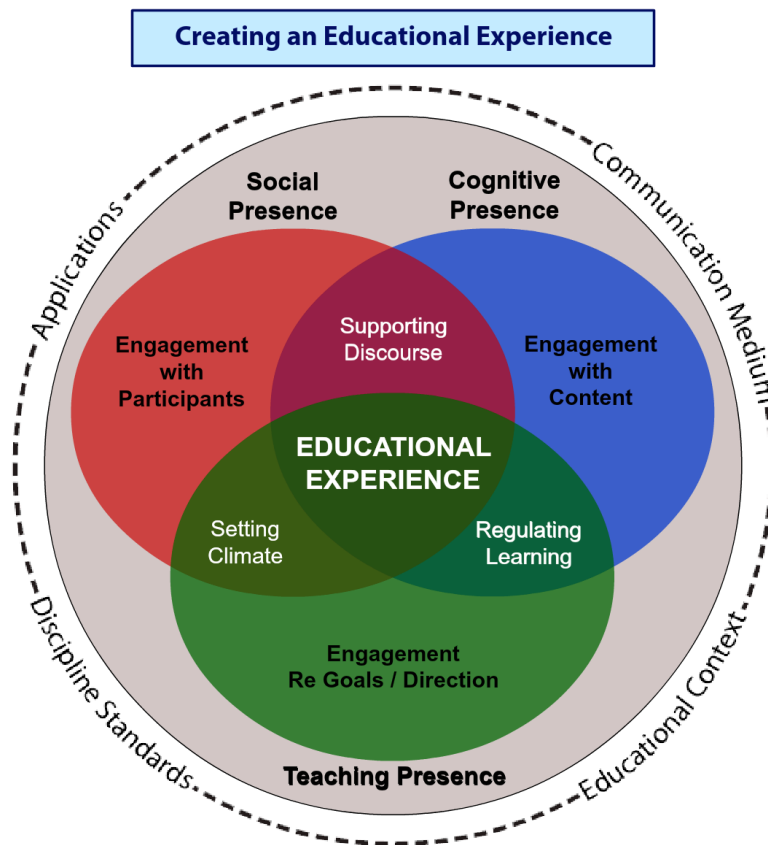 Creating an Educational Experience
Applications
Communication Medium
Social
Presence
Cognitive
Presence
Engagement
with
Participants
Supporting
Discourse
Engagement
with
Content
EDUCATIONAL
EXPERIENCE
Setting
Climate
Regulating
Learning
Engagement
Re Goals / Direction
Teaching Presence
Discipline Standards
Educational Context